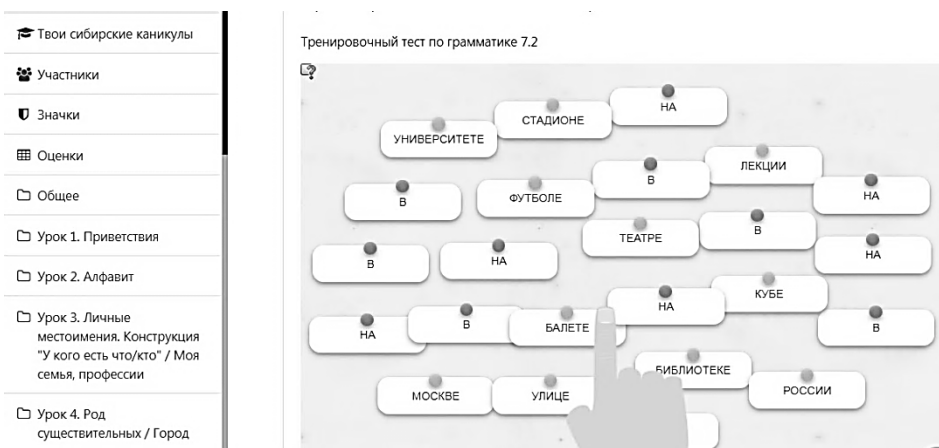 Твои сибирские каникулы
Участники
Значки
Оценки
Общее
Урок 1. Приветствия
Урок 2. Алфавит
Урок 3. Личные
местоимения. Конструкция
"У кого есть что/кто" / Моя
семья, профессии
Урок 4. Род
существительных / Город
Тренировочный тест по грамматике 7.2
НА
СТАДИОНЕ
УНИВЕРСИТЕТЕ
ЛЕКЦИИ
В
НА
ФУТБОЛЕ
В
ТЕАТРЕ
В
НА
НА
В
КУБЕ
НА
В
НА
БАЛЕТЕ
В
БИБЛИОТЕКЕ
РОССИИ
МОСКВЕ
УЛИЦЕ